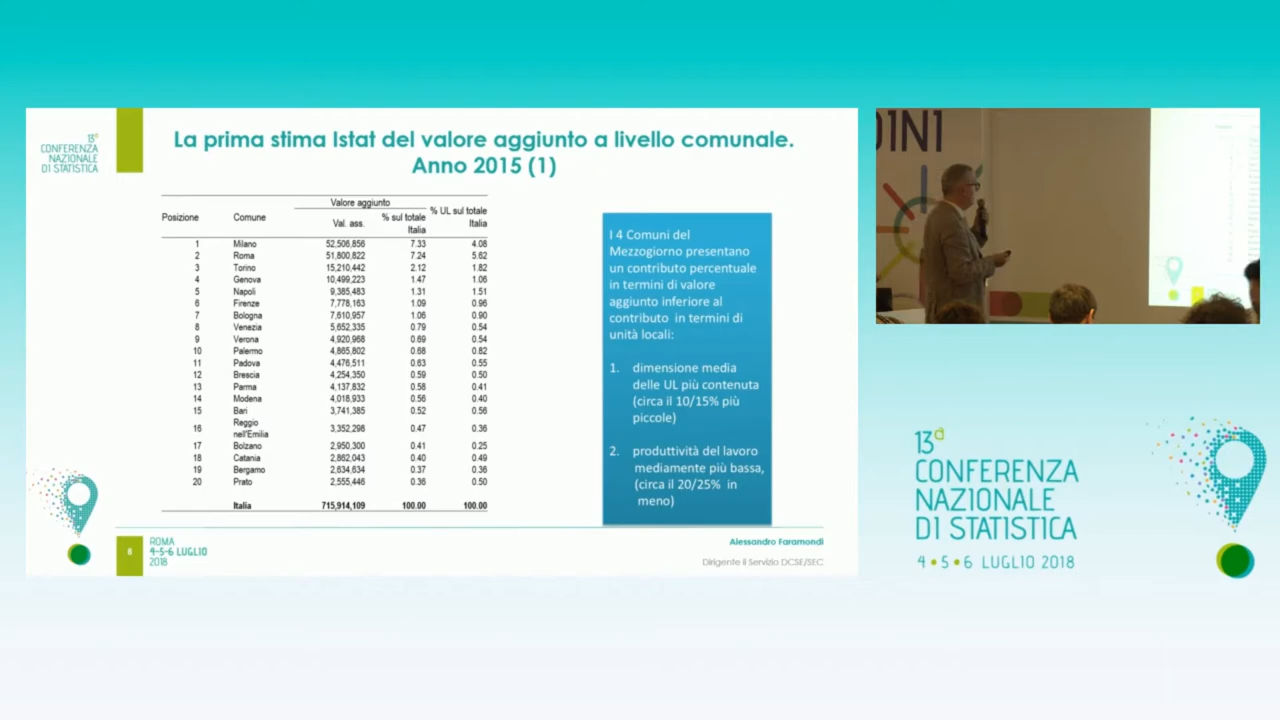 13ª
CONFERENZA
NAZIONALE
DI STATISTICA
La prima stima Istat del valore aggiunto a livello comunale.
Anno 2015 (1)
Posizione Comune Valore aggiunto % UL sul totale Italia
Val. ass. % sul totale Italia
1 Milano 52,506,856 7.33 4.08
2 Roma 51,800,822 7.24 5.62
3 Torino 15,210,442 2.12 1.82
4 Genova 10,499,223 1.47 1.06
5 Napoli 9,385,483 1.31 1.51
6 Firenze 7,778,163 1.09 0.96
7 Bologna 7,610,957 1.06 0.90
8 Venezia 5,652,335 0.79 0.54
9 Verona 4,920,968 0.69 0.54
10 Palermo 4,865,802 0.68 0.82
11 Padova 4,476,511 0.63 0.55
12 Brescia 4,254,350 0.59 0.50
13 Parma 4,137,832 0.58 0.41
14 Modena 4,018,933 0.56 0.40
15 Bari 3,741,385 0.52 0.56
16 Reggio nell'Emilia 3,352,298 0.47 0.36
17 Bolzano 2,950,300 0.41 0.25
18 Catania 2,862,043 0.40 0.49
19 Bergamo 2,634,634 0.37 0.36
20 Prato 2,555,446 0.36 0.50
Italia 715,914,109 100.00 100.00
I 4 Comuni del
Mezzogiorno presentano
un contributo percentuale
in termini di valore
aggiunto inferiore al
contributo in termini di
unità locali:
1. dimensione media
delle UL più contenuta
(circa il 10/15% più
piccole)
2. produttività del lavoro
mediamente più bassa,
(circa il 20/25% in
meno)
8
ROMA
4-5-6 LUGLIO
2018
Alessandro Faramondi
Dirigente il Servizio DCSE/SEC
DINI
13ª
CONFERENZA
NAZIONALE
DI STATISTICA
4 • 5 • 6 LUGLIO 2018